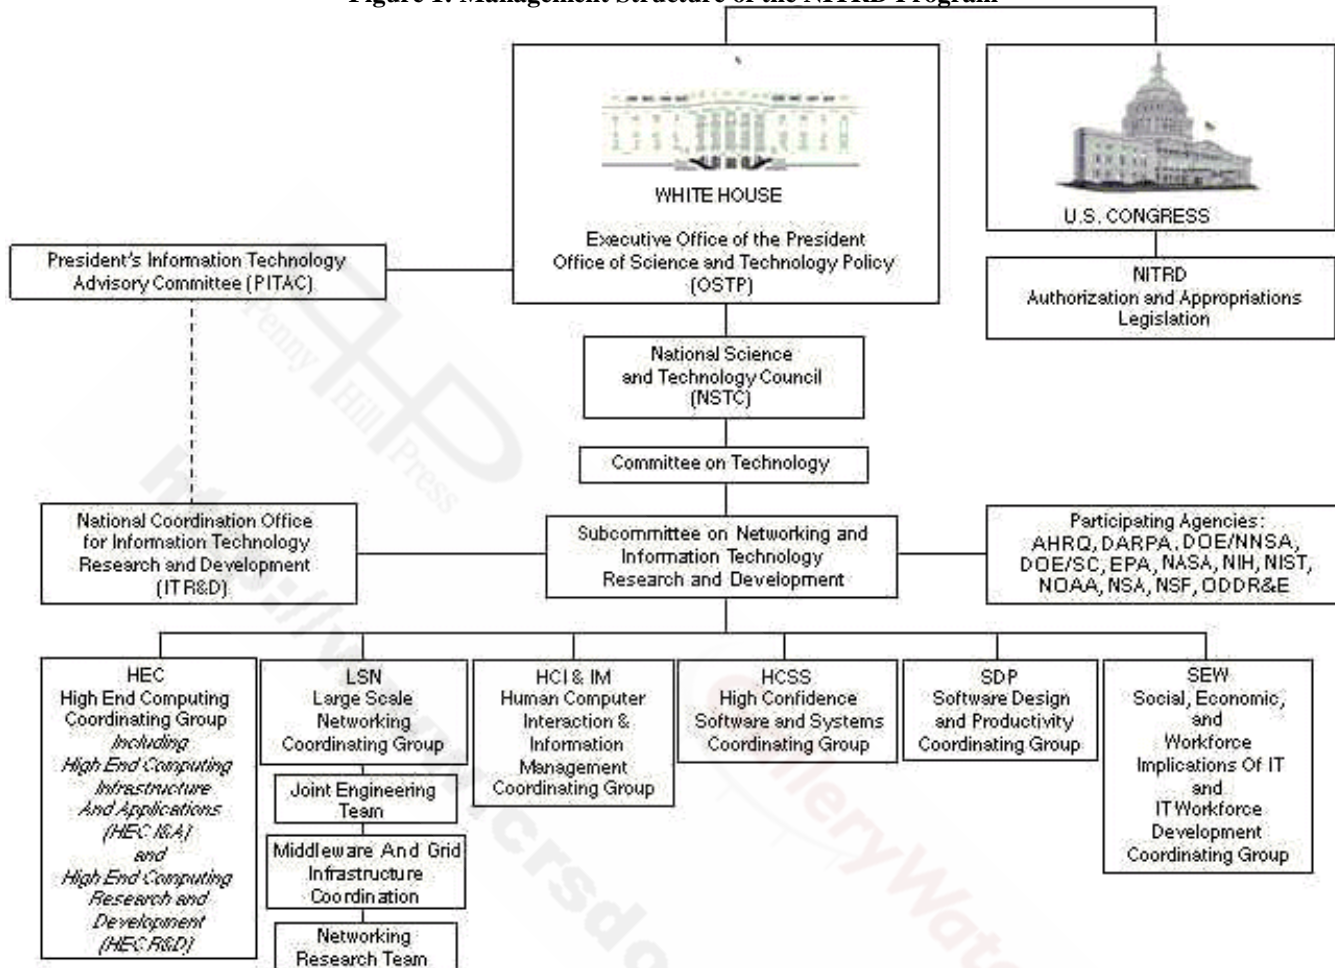 Figure 1. Management Structure of the NITRD Program
WHITE HOUSE
Executive Office of the President
Office of Science and Technology Policy
(OSTP)
U.S. CONGRESS
NITRD
Authorization and Appropriations
Legislation
President's Information Technology
Advisory Committee (PITAC)
National Science
and Technology Council
(NSTC)
Committee on Technology
National Coordination Office
for Information Technology
Research and Development
(IT R&D)
Subcommittee on Networking and
Information Technology
Research and Development
Participating Agencies:
AHRQ, DARPA, DOE/NNSA,
DOE/SC, EPA, NASA, NIH, NIST,
NOAA, NSA, NSF, ODDR&E
HEC
High End Computing
Coordinating Group
Including
High End Computing
Infrastructure
And Applications
(HEC I&A)
and
High End Computing
Research and
Development
(HEC R&D)
LSN
Large Scale
Networking
Coordinating Group
Joint Engineering
Team
Middleware And Grid
Infrastructure
Coordination
Networking
Research Team
HCI & IM
Human Computer
Interaction &
Information
Management
Coordinating Group
HCSS
High Confidence
Software and Systems
Coordinating Group
SDP
Software Design
and Productivity
Coordinating Group
SEW
Social, Economic,
and
Workforce
Implications Of IT
and
IT Workforce
Development
Coordinating Group
Penny Hill Press